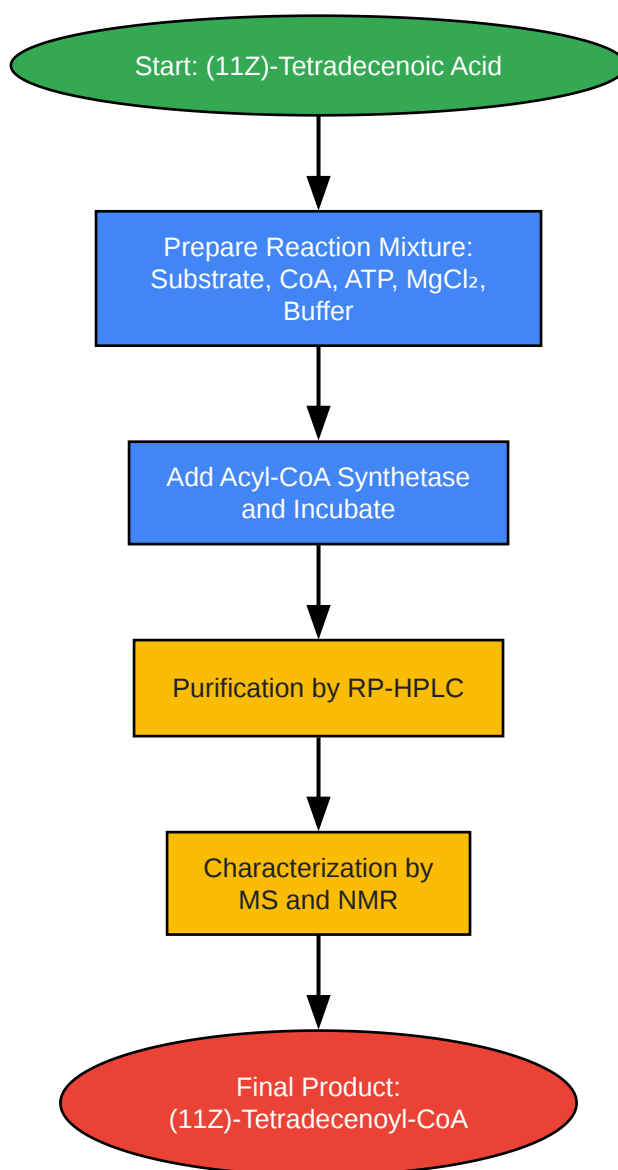 Start: (11Z)-Tetradecenoic Acid
Prepare Reaction Mixture:
Substrate, CoA, ATP, MgCl₂,
Buffer
Add Acyl-CoA Synthetase
and Incubate
Purification by RP-HPLC
Characterization by
MS and NMR
Final Product:
(11Z)-Tetradecenoyl-CoA